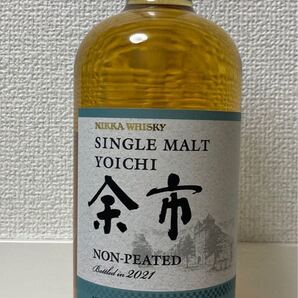 NIKKA WHISKY
SINGLE MALT
YOICHI
余市
NON-PEATED
Bottled in 2021